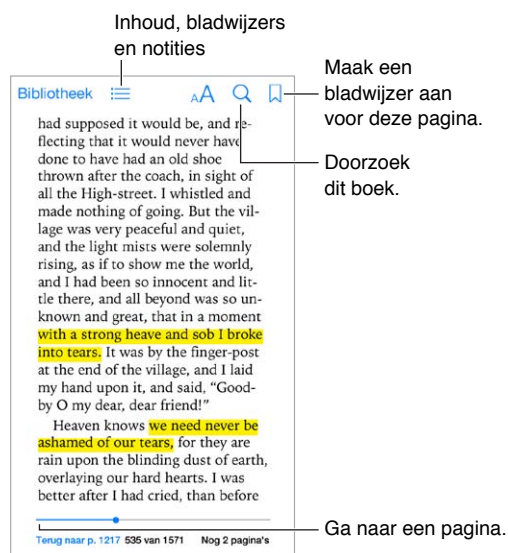 Inhoud, bladwijzers
en notities
Maak een
bladwijzer aan
voor deze pagina.
Doorzoek
dit boek.
Bibliotheek
AA
had supposed it would be, and re-
flecting that it would never have
done to have had an old shoe
thrown after the coach, in sight of
all the High-street. I whistled and
made nothing of going. But the vil-
lage was very peaceful and quiet,
and the light mists were solemnly
rising, as if to show me the world,
and I had been so innocent and lit-
tle there, and all beyond was so un-
known and great, that in a moment
with a strong heave and sob I broke
into tears. It was by the finger-post
at the end of the village, and I laid
my hand upon it, and said, “Good-
by O my dear, dear friend!”
Heaven knows we need never be
ashamed of our tears, for they are
rain upon the blinding dust of earth,
overlaying our hard hearts. I was
better after I had cried, than before
Terug naar p. 1217 535 van 1571 Nog 2 pagina's
Ga naar een pagina.